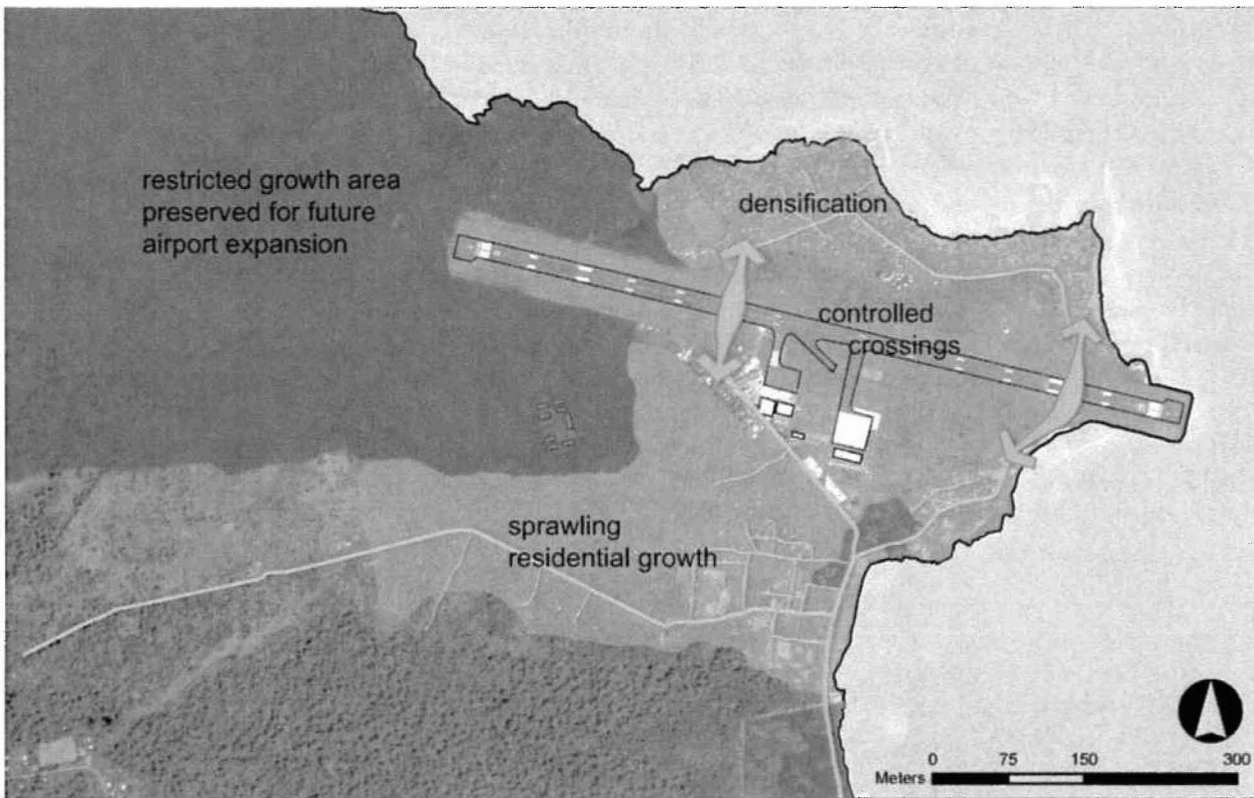 restricted growth area
preserved for future
airport expansion
densification
controlled
crossings
sprawling
residential growth
0 75 150 300
Meters